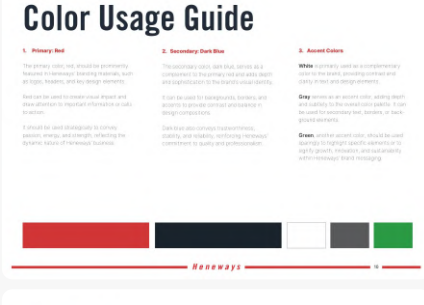 Color Usage Guide
1. Primary: Red
The primary color, red, should be prominently
featured in Heneways' branding materials, such
as logos, headers, and key design elements.
Red can be used to create visual impact and
draw attention to important information or calls
to action.
It should be used strategically to convey
passion, energy, and strength, reflecting the
dynamic nature of Heneways' business.
2. Secondary: Dark Blue
The secondary color, dark blue, serves as a
complement to the primary red and adds depth
and sophistication to the brand's visual identity.
It can be used for backgrounds, borders, and
accents to provide contrast and balance in
design compositions.
Dark blue also conveys trustworthiness,
stability, and reliability, reinforcing Heneways'
commitment to quality and professionalism.
3. Accent Colors
White is primarily used as a complementary
color to the brand, providing contrast and
clarity in text and design elements.
Gray serves as an accent color, adding depth
and subtlety to the overall color palette. It can
be used for secondary text, borders, or back-
ground elements.
Green, another accent color, should be used
sparingly to highlight specific elements or to
signify growth, innovation, and sustainability
within Heneways' brand messaging.
Heneways